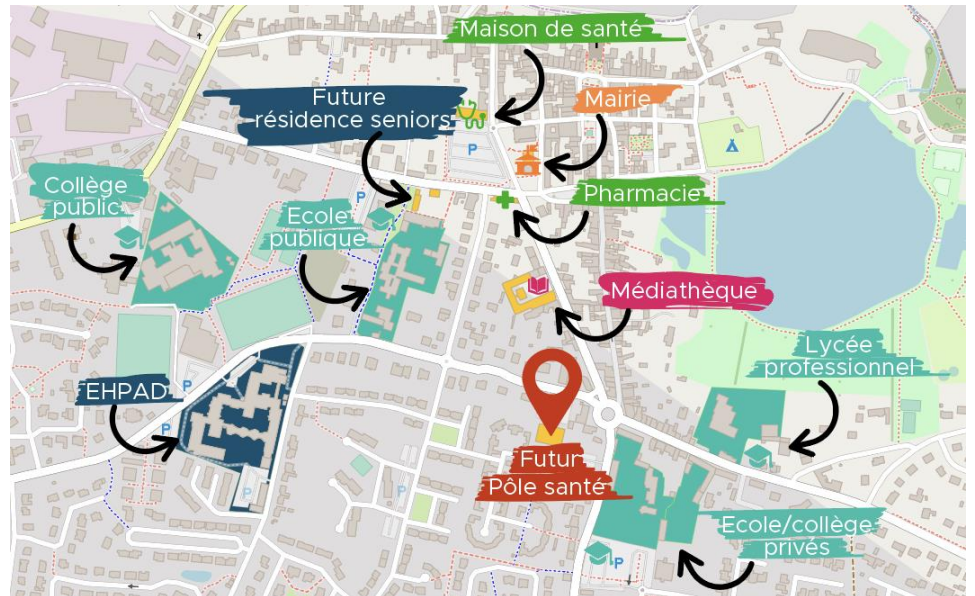 Maison de santé
Future
résidence seniors
Mairie
Collège
public
Ecole
publique
Pharmacie
Médiathèque
Lycée
professionnel
EHPAD
Futur
Pôle santé
Ecole/collège
privés
P
P
P
P
P
P
P